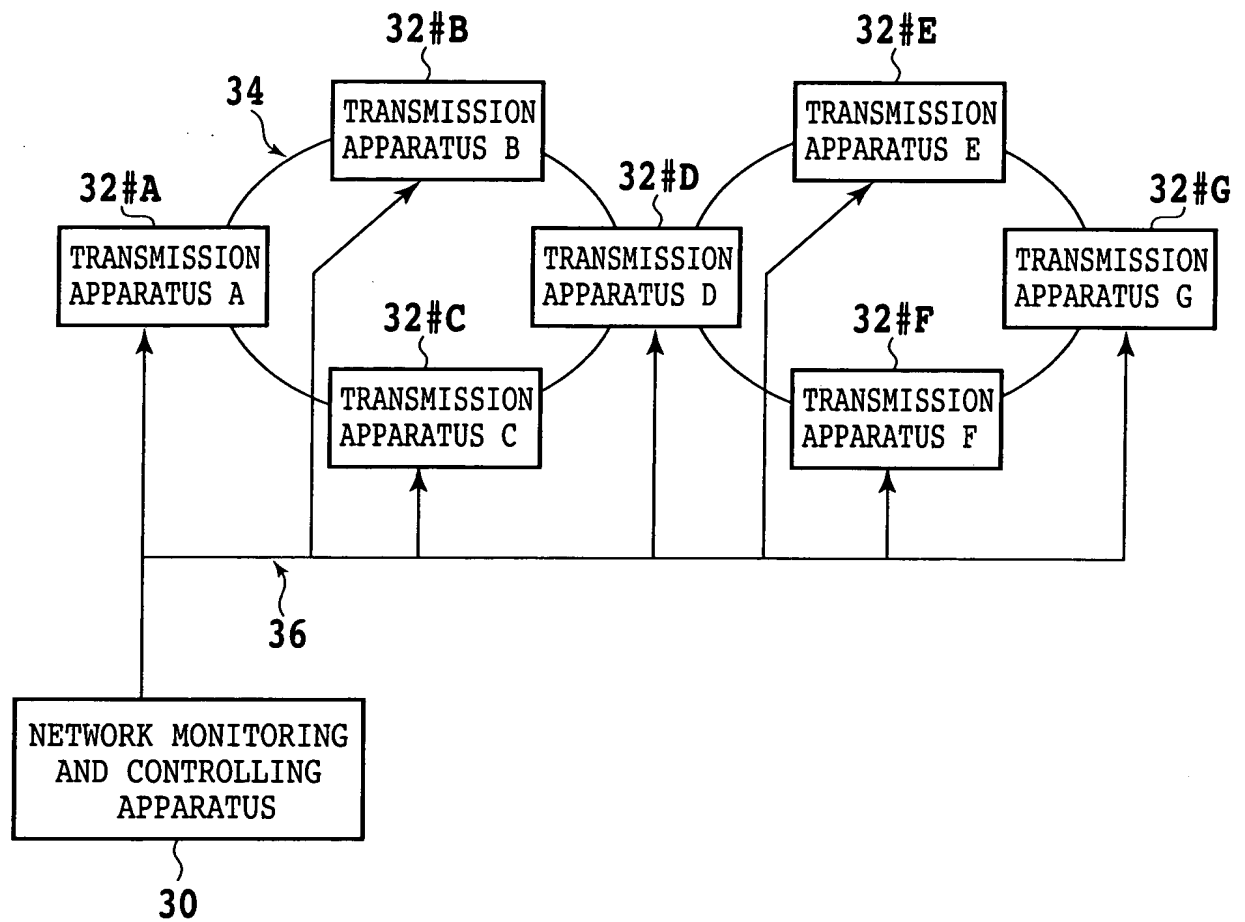 32#B
32#E
34
TRANSMISSION
APPARATUS B
TRANSMISSION
APPARATUS E
32#A
32#D
32#G
TRANSMISSION
APPARATUS A
TRANSMISSION
APPARATUS D
TRANSMISSION
APPARATUS G
32#C
32#F
TRANSMISSION
APPARATUS C
TRANSMISSION
APPARATUS F
36
NETWORK MONITORING
AND CONTROLLING
APPARATUS
30